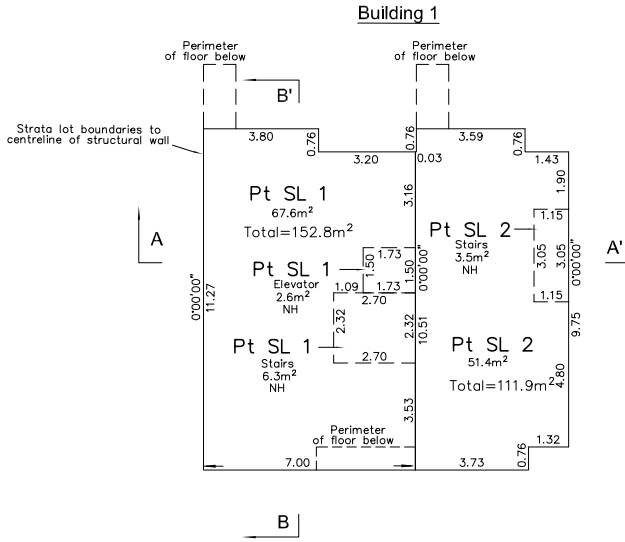 Building 1
Perimeter
of floor below
Perimeter
of floor below
B'
Strata lot boundaries to
centreline of structural wall
3.80
0.76
3.20
0.76
0.03
3.59
0.76
1.43
1.90
Pt SL 1
67.6m²
Total=152.8m²
3.16
1.15
Pt SL 2
Stairs
3.5m²
NH
3.05
3.05
0°00'00"
1.15
A
A'
1.73
1.50
1.50
0°00'00"
Pt SL 1
Elevator
2.6m²
NH
1.09
1.73
2.70
0°00'00"
11.27
2.32
2.32
10.51
9.75
Pt SL 1
Stairs
6.3m²
NH
2.70
Pt SL 2
51.4m²
Total=111.9m²
4.80
3.53
Perimeter
of floor below
1.32
7.00
3.73
0.76
B